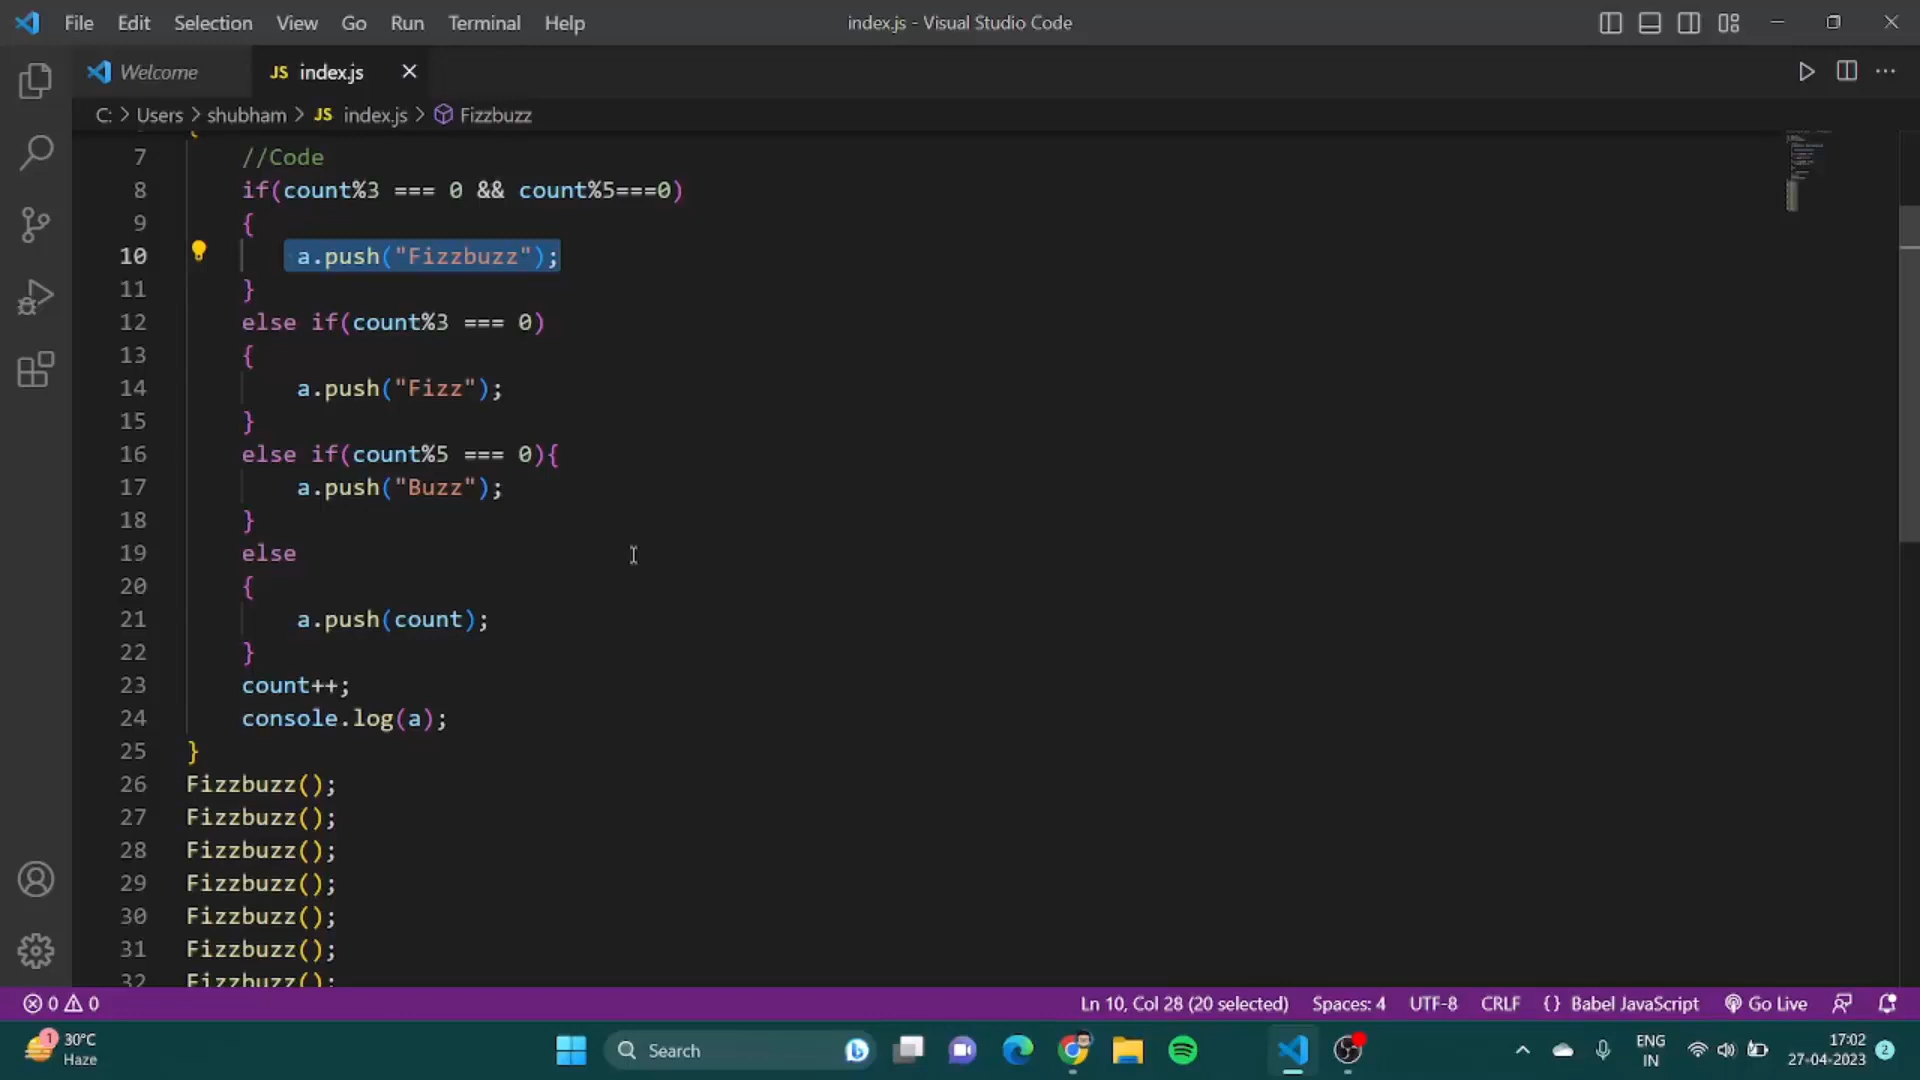 File Edit Selection View Go Run Terminal Help
index.js - Visual Studio Code
Welcome
JS index.js
C: > Users > shubham > JS index.js > Fizzbuzz
7 //Code
8 if(count%3 === 0 && count%5===0)
9 {
10 a.push("Fizzbuzz");
11 }
12 else if(count%3 === 0)
13 {
14 a.push("Fizz");
15 }
16 else if(count%5 === 0){
17 a.push("Buzz");
18 }
19 else
20 {
21 a.push(count);
22 }
23 count++;
24 console.log(a);
25 }
26 Fizzbuzz();
27 Fizzbuzz();
28 Fizzbuzz();
29 Fizzbuzz();
30 Fizzbuzz();
31 Fizzbuzz();
32 Fizzbuzz();
0 0
Ln 10, Col 28 (20 selected) Spaces: 4 UTF-8 CRLF {} Babel JavaScript Go Live
1
30°C
Haze
Search
ENG
IN
17:02
27-04-2023
2